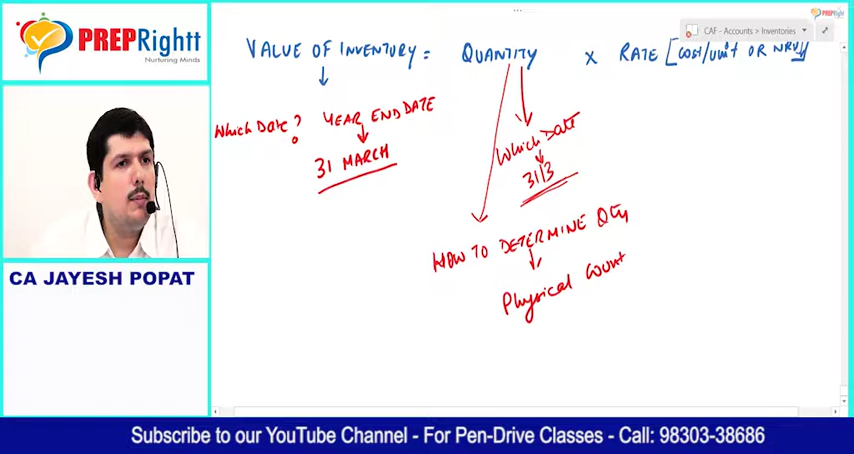 PREPRightt
Nurturing Minds
CAF - Accounts > Inventories
PREPRightt
VALUE OF INVENTORY = QUANTITY x RATE [COST/unit OR NRV]
Which Date? YEAR END DATE
31 MARCH
Which Date
31/3
HOW TO DETERMINE QTY
Physical Count
CA JAYESH POPAT
Subscribe to our YouTube Channel - For Pen-Drive Classes - Call: 98303-38686